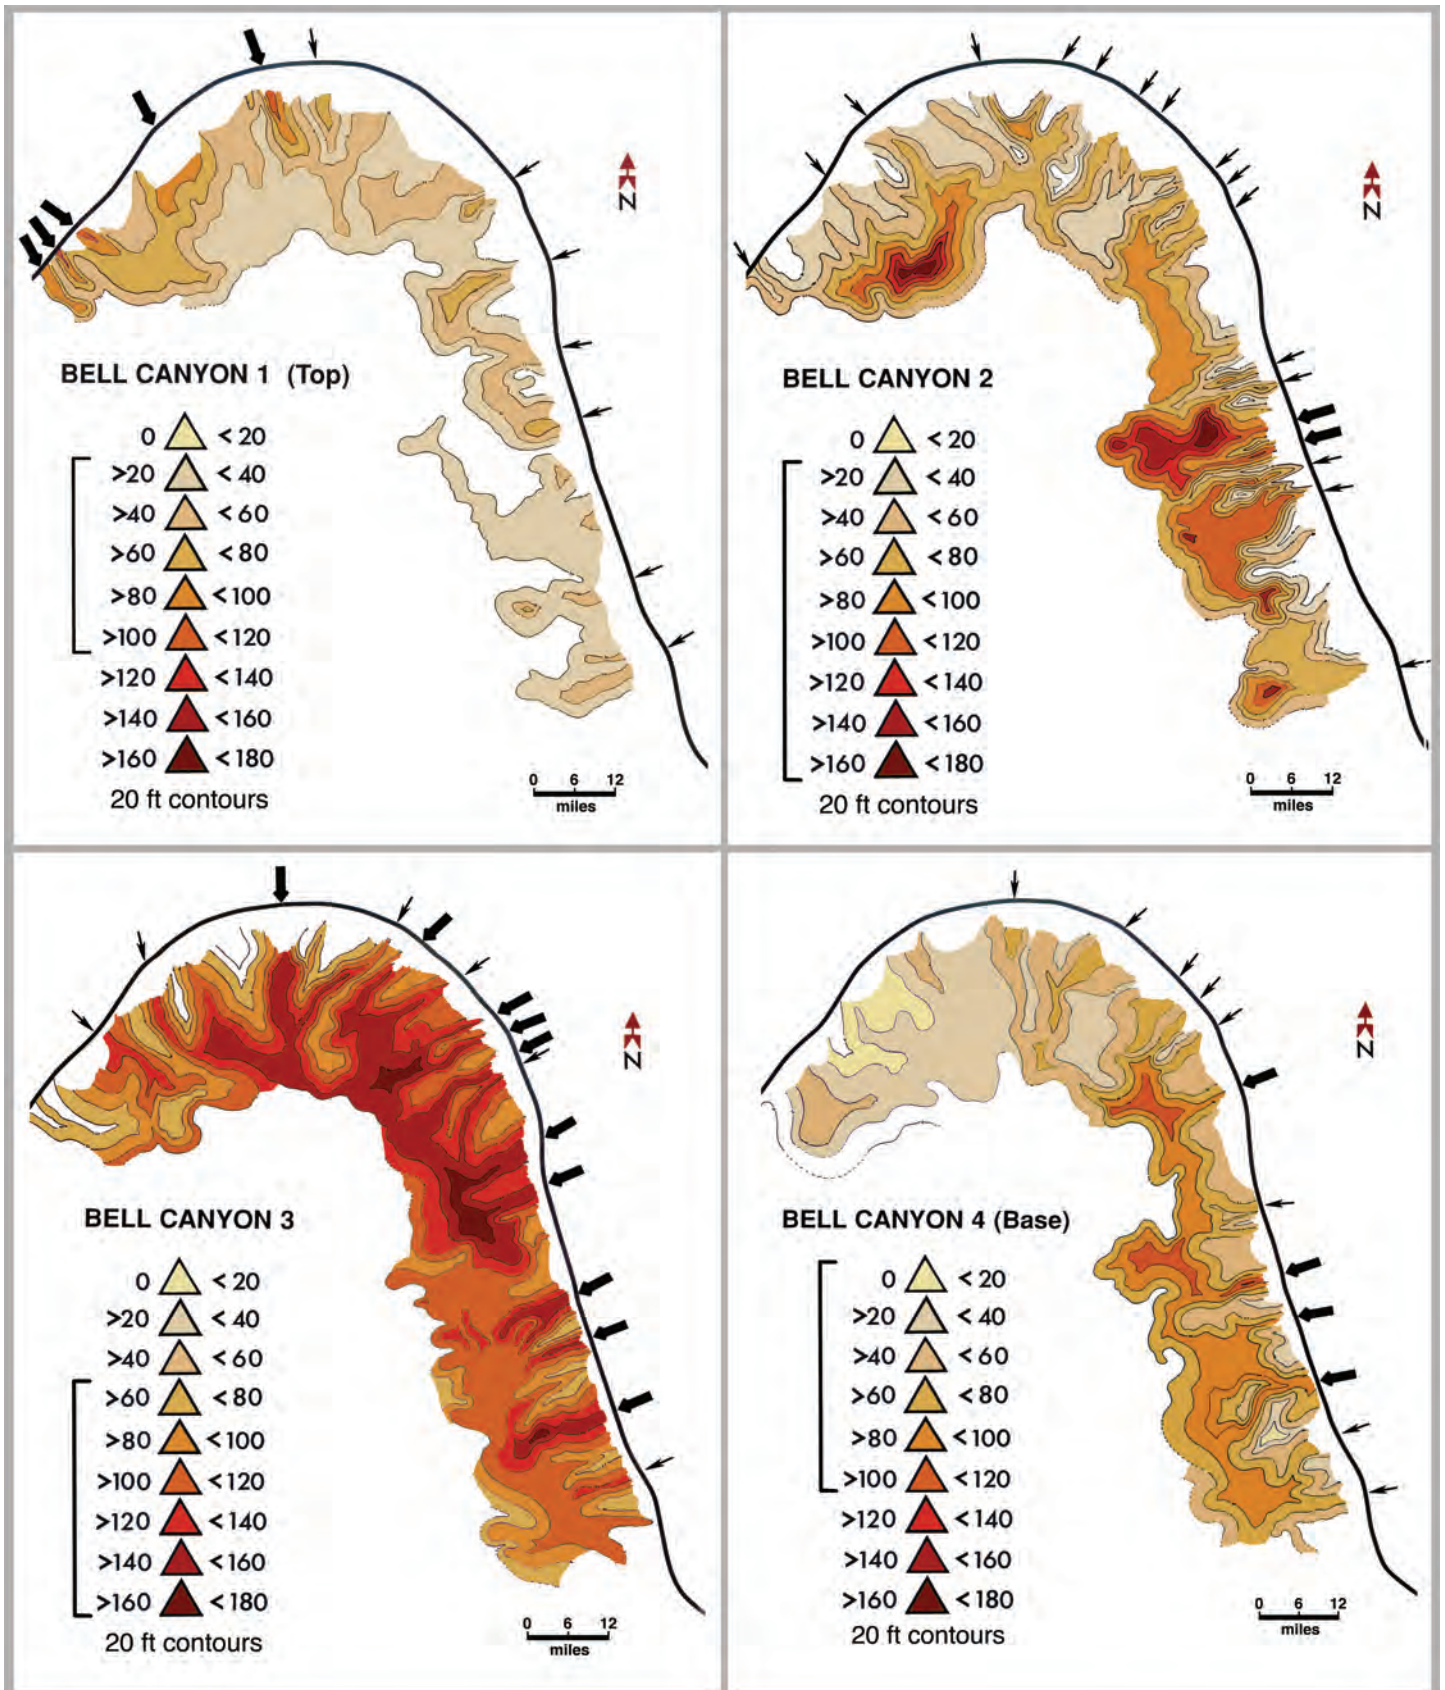 N
BELL CANYON 1 (Top)
0 <20
>20 <40
>40 <60
>60 <80
>80 <100
>100 <120
>120 <140
>140 <160
>160 <180
20 ft contours
0 6 12
miles
N
BELL CANYON 2
0 <20
>20 <40
>40 <60
>60 <80
>80 <100
>100 <120
>120 <140
>140 <160
>160 <180
20 ft contours
0 6 12
miles
N
BELL CANYON 3
0 <20
>20 <40
>40 <60
>60 <80
>80 <100
>100 <120
>120 <140
>140 <160
>160 <180
20 ft contours
0 6 12
miles
N
BELL CANYON 4 (Base)
0 <20
>20 <40
>40 <60
>60 <80
>80 <100
>100 <120
>120 <140
>140 <160
>160 <180
20 ft contours
0 6 12
miles